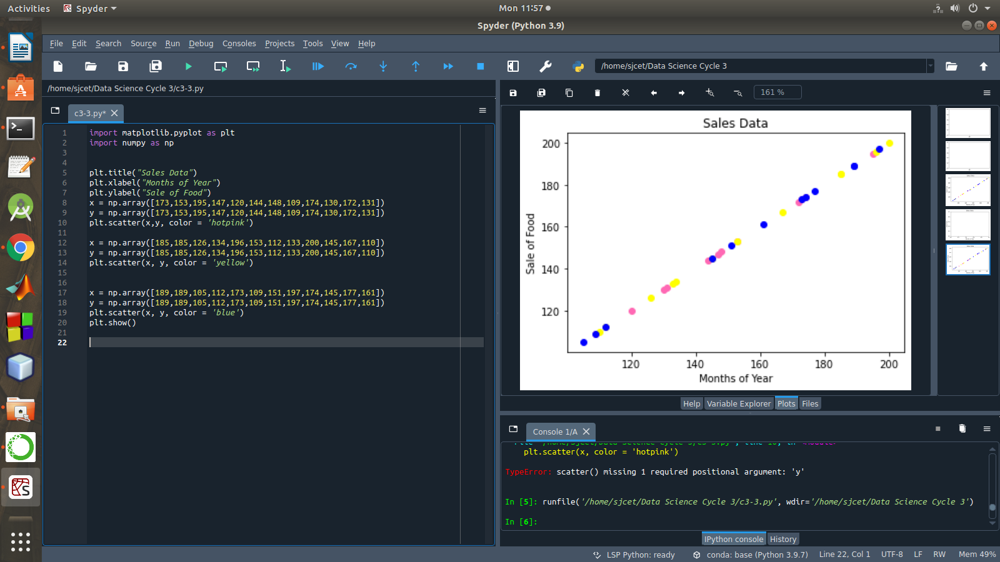 Activities
Spyder
Mon 11:57
Spyder (Python 3.9)
File Edit Search Source Run Debug Consoles Projects Tools View Help
/home/sjcet/Data Science Cycle 3
/home/sjcet/Data Science Cycle 3/c3-3.py
c3-3.py*
1 import matplotlib.pyplot as plt
2 import numpy as np
3
4
5 plt.title("Sales Data")
6 plt.xlabel("Months of Year")
7 plt.ylabel("Sale of Food")
8 x = np.array([173,153,195,147,120,144,148,109,174,130,172,131])
9 y = np.array([173,153,195,147,120,144,148,109,174,130,172,131])
10 plt.scatter(x,y, color = 'hotpink')
11
12 x = np.array([185,185,126,134,196,153,112,133,200,145,167,110])
13 y = np.array([185,185,126,134,196,153,112,133,200,145,167,110])
14 plt.scatter(x, y, color = 'yellow')
15
16
17 x = np.array([189,189,105,112,173,109,151,197,174,145,177,161])
18 y = np.array([189,189,105,112,173,109,151,197,174,145,177,161])
19 plt.scatter(x, y, color = 'blue')
20 plt.show()
21
22
161 %
Sales Data
200
180
160
140
120
Sale of Food
120 140 160 180 200
Months of Year
Help Variable Explorer Plots Files
Console 1/A
plt.scatter(x, color = 'hotpink')
TypeError: scatter() missing 1 required positional argument: 'y'
In [5]: runfile('/home/sjcet/Data Science Cycle 3/c3-3.py', wdir='/home/sjcet/Data Science Cycle 3')
In [6]:
IPython console History
LSP Python: ready conda: base (Python 3.9.7) Line 22, Col 1 UTF-8 LF RW Mem 49%